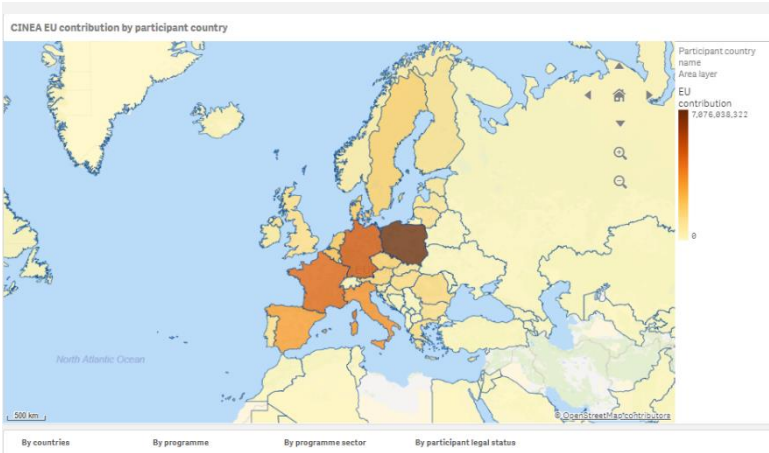 CINEA EU contribution by participant country
Participant country
name
Area layer
EU
contribution
7,076,038,322
0
North Atlantic Ocean
500 km
© OpenStreetMap contributors
By countries
By programme
By programme sector
By participant legal status